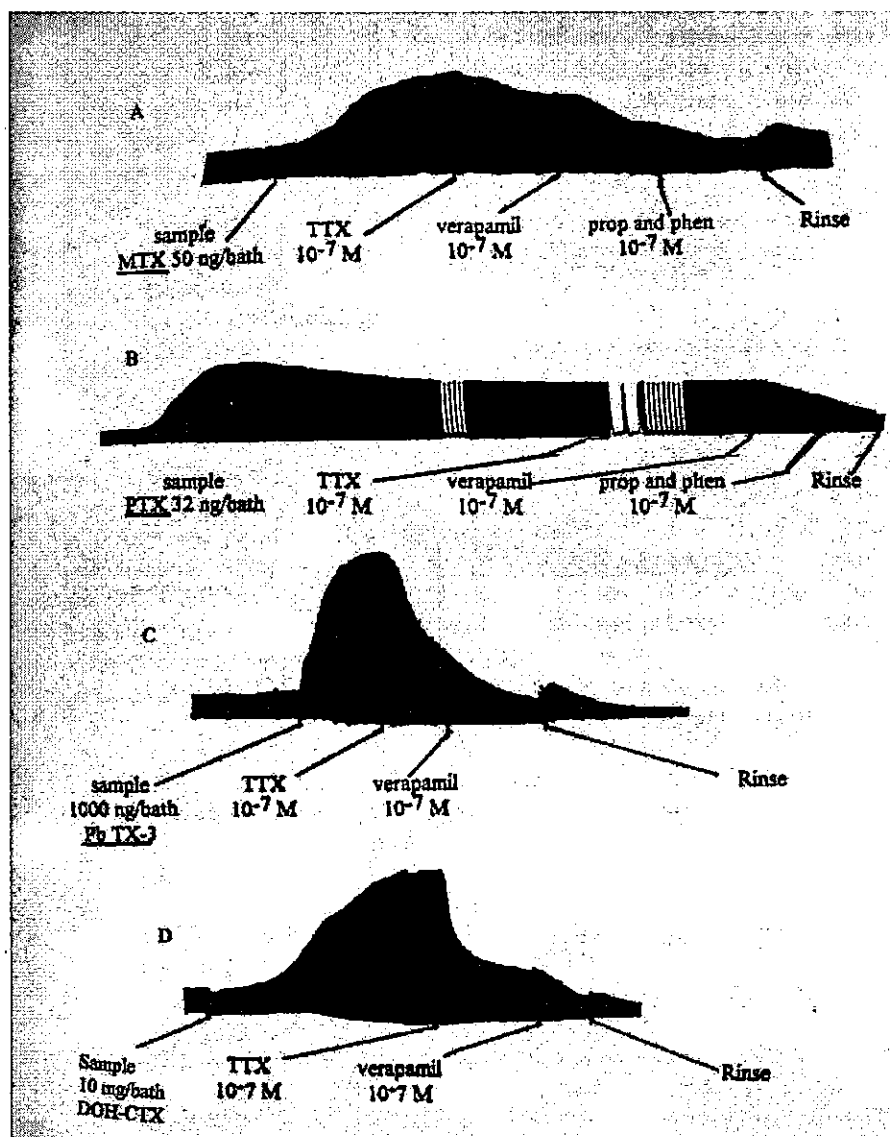 A
sample
MTX 50 ng/bath
TTX
10⁻⁷ M
verapamil
10⁻⁷ M
prop and phen
10⁻⁷ M
Rinse
B
sample
PTX 32 ng/bath
TTX
10⁻⁷ M
verapamil
10⁻⁷ M
prop and phen
10⁻⁷ M
Rinse
C
sample
1000 ng/bath
Pb TX-3
TTX
10⁻⁷ M
verapamil
10⁻⁷ M
Rinse
D
Sample
10 mg/bath
DOH-CTX
TTX
10⁻7 M
verapamil
10⁻7 M
Rinse